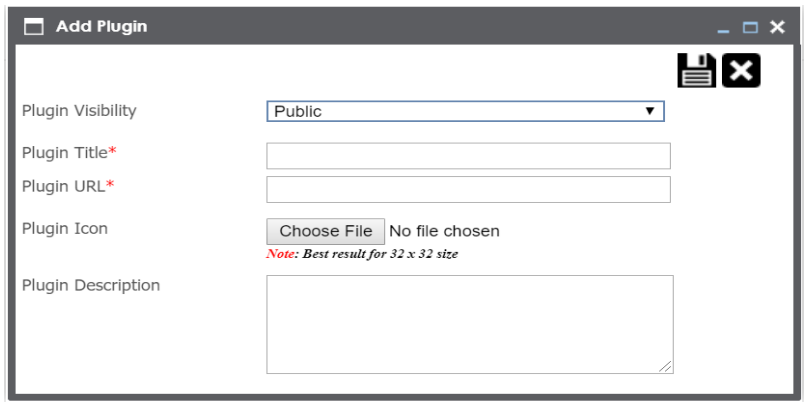 Add Plugin
Plugin Visibility
Public
Plugin Title*
Plugin URL*
Plugin Icon
Choose File No file chosen
Note: Best result for 32 x 32 size
Plugin Description